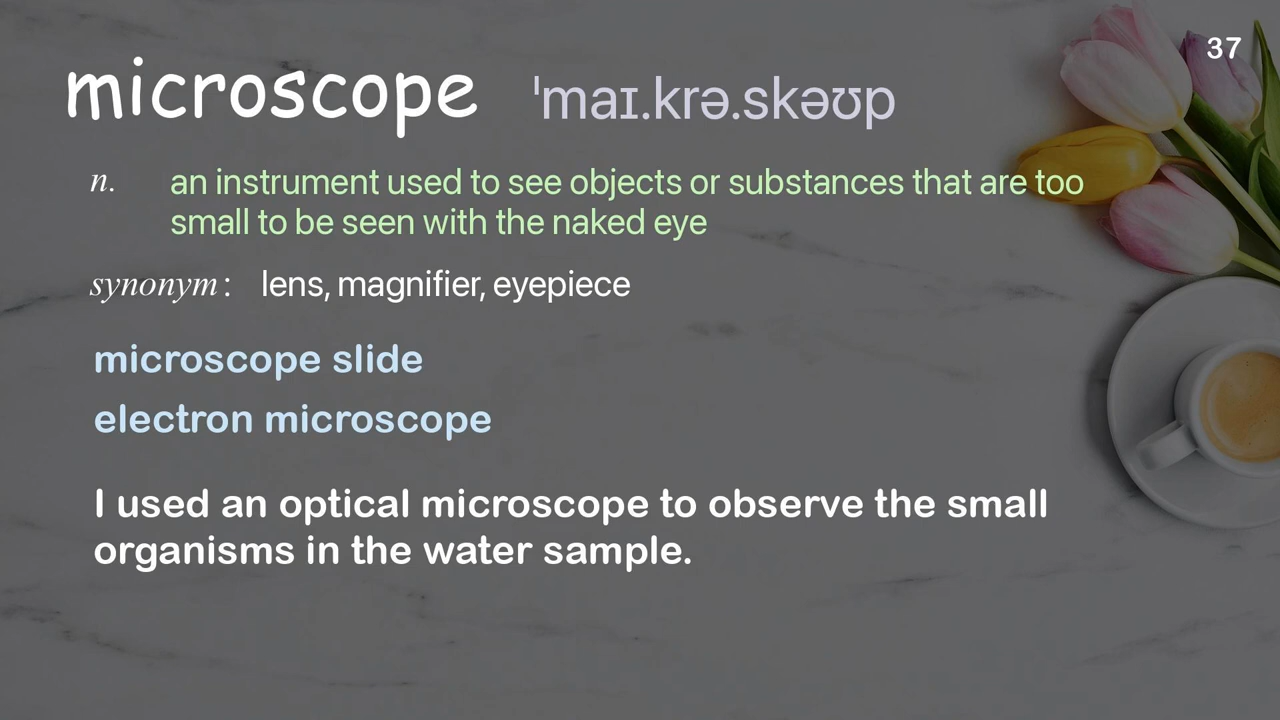 37
microscope ˈmaɪ.krə.skəʊp
n. an instrument used to see objects or substances that are too
small to be seen with the naked eye
synonym: lens, magnifier, eyepiece
microscope slide
electron microscope
I used an optical microscope to observe the small
organisms in the water sample.